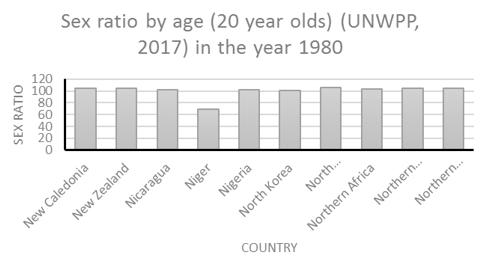 Sex ratio by age (20 year olds) (UNWPP,
2017) in the year 1980
120
100
80
60
40
20
0
SEX RATIO
New Caledonia
New Zealand
Nicaragua
Niger
Nigeria
North Korea
North...
Northern Africa
Northern...
Northern...
COUNTRY